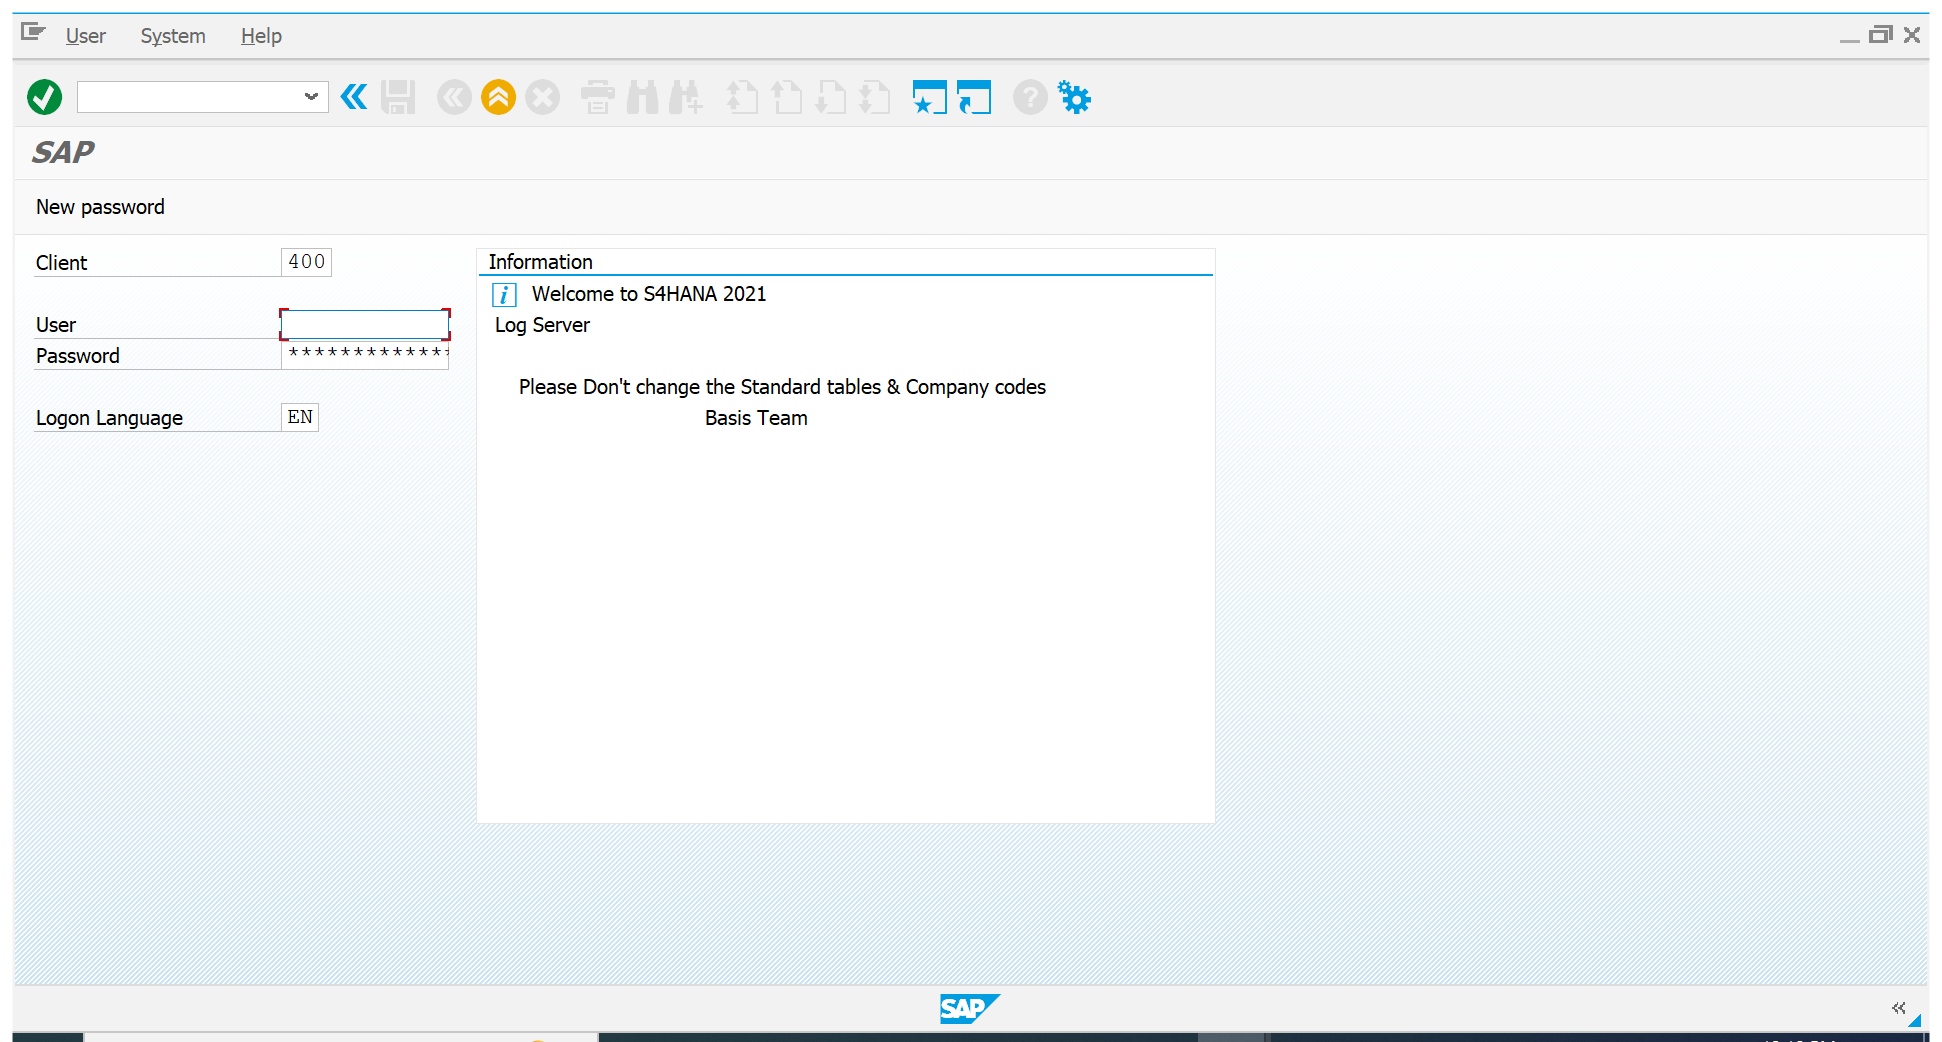 User System Help
SAP
New password
Client 400
User
Password *************
Logon Language EN
Information
i Welcome to S4HANA 2021
Log Server
Please Don't change the Standard tables & Company codes
Basis Team
SAP